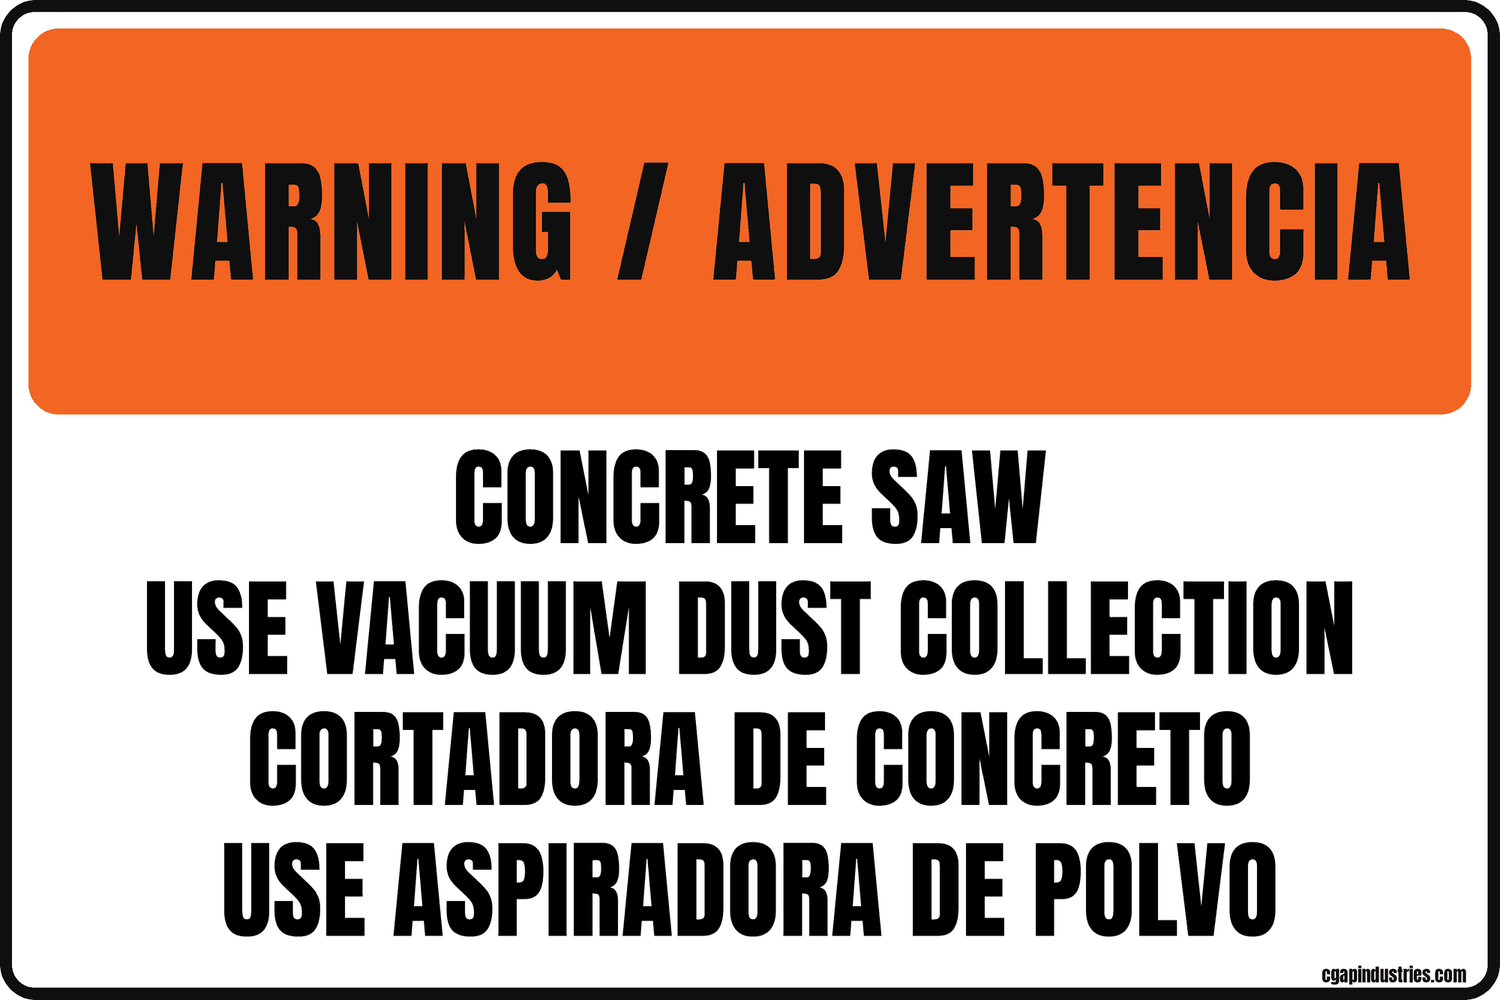 WARNING / ADVERTENCIA
CONCRETE SAW
USE VACUUM DUST COLLECTION
CORTADORA DE CONCRETO
USE ASPIRADORA DE POLVO
cgapindustries.com